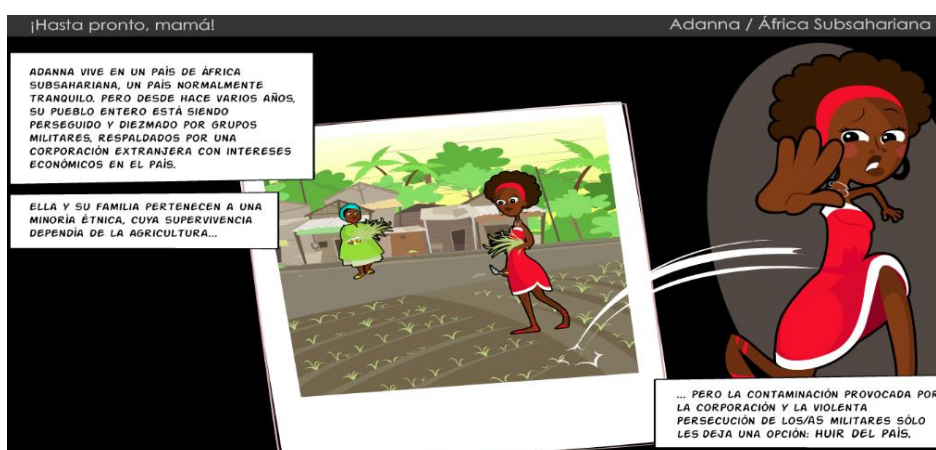 ¡Hasta pronto, mamá!
Adanna / África Subsahariana
ADANNA VIVE EN UN PAÍS DE ÁFRICA
SUBSAHARIANA, UN PAÍS NORMALMENTE
TRANQUILO. PERO DESDE HACE VARIOS AÑOS,
SU PUEBLO ENTERO ESTÁ SIENDO
PERSEGUIDO Y DIEZMADO POR GRUPOS
MILITARES, RESPALDADOS POR UNA
CORPORACIÓN EXTRANJERA CON INTERESES
ECONÓMICOS EN EL PAÍS.
ELLA Y SU FAMILIA PERTENECEN A UNA
MINORÍA ÉTNICA, CUYA SUPERVIVENCIA
DEPENDÍA DE LA AGRICULTURA...
... PERO LA CONTAMINACIÓN PROVOCADA POR
LA CORPORACIÓN Y LA VIOLENTA
PERSECUCIÓN DE LOS/AS MILITARES SÓLO
LES DEJA UNA OPCIÓN: HUIR DEL PAÍS.